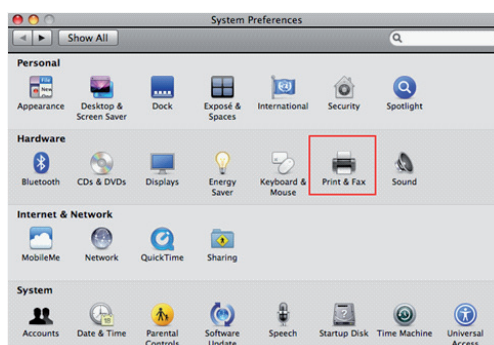 System Preferences
Show All
Personal
Appearance
Desktop &
Screen Saver
Dock
Exposé &
Spaces
International
Security
Spotlight
Hardware
Bluetooth
CDs & DVDs
Displays
Energy
Saver
Keyboard &
Mouse
Print & Fax
Sound
Internet & Network
MobileMe
Network
QuickTime
Sharing
System
Accounts
Date & Time
Parental
Controls
Software
Update
Speech
Startup Disk
Time Machine
Universal
Access